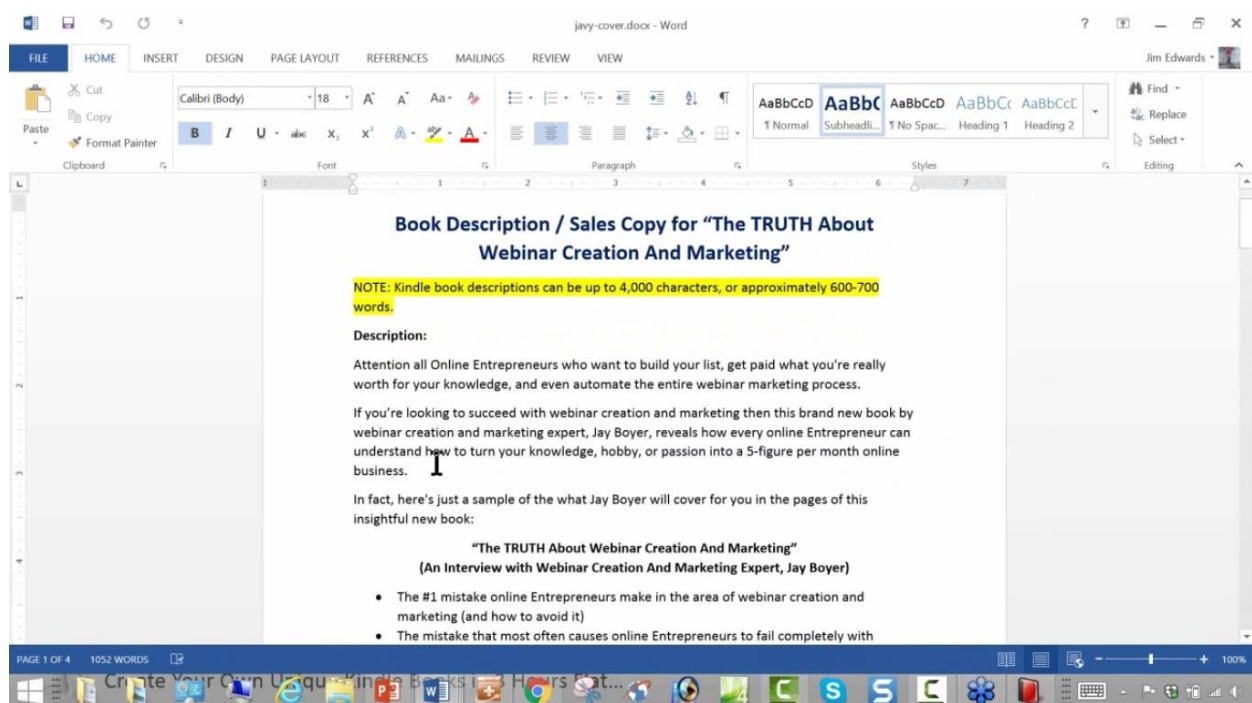 javy-cover.docx - Word
FILE HOME INSERT DESIGN PAGE LAYOUT REFERENCES MAILINGS REVIEW VIEW Jim Edwards
Cut
Copy
Format Painter
Paste
Clipboard
Calibri (Body) 18
Font
Paragraph
AaBbCcD AaBbC AaBbCcD AaBbCc AaBbCcE
¶ Normal Subheadli... ¶ No Spac... Heading 1 Heading 2
Styles
Find
Replace
Select
Editing
Book Description / Sales Copy for “The TRUTH About
Webinar Creation And Marketing”
NOTE: Kindle book descriptions can be up to 4,000 characters, or approximately 600-700
words.
Description:
Attention all Online Entrepreneurs who want to build your list, get paid what you're really
worth for your knowledge, and even automate the entire webinar marketing process.
If you’re looking to succeed with webinar creation and marketing then this brand new book by
webinar creation and marketing expert, Jay Boyer, reveals how every online Entrepreneur can
understand how to turn your knowledge, hobby, or passion into a 5-figure per month online
business.
In fact, here's just a sample of the what Jay Boyer will cover for you in the pages of this
insightful new book:
“The TRUTH About Webinar Creation And Marketing”
(An Interview with Webinar Creation And Marketing Expert, Jay Boyer)
• The #1 mistake online Entrepreneurs make in the area of webinar creation and
marketing (and how to avoid it)
• The mistake that most often causes online Entrepreneurs to fail completely with
PAGE 1 OF 4 1052 WORDS 100%
Create Your Own Unique Kindle Books in 3 Hours Flat...